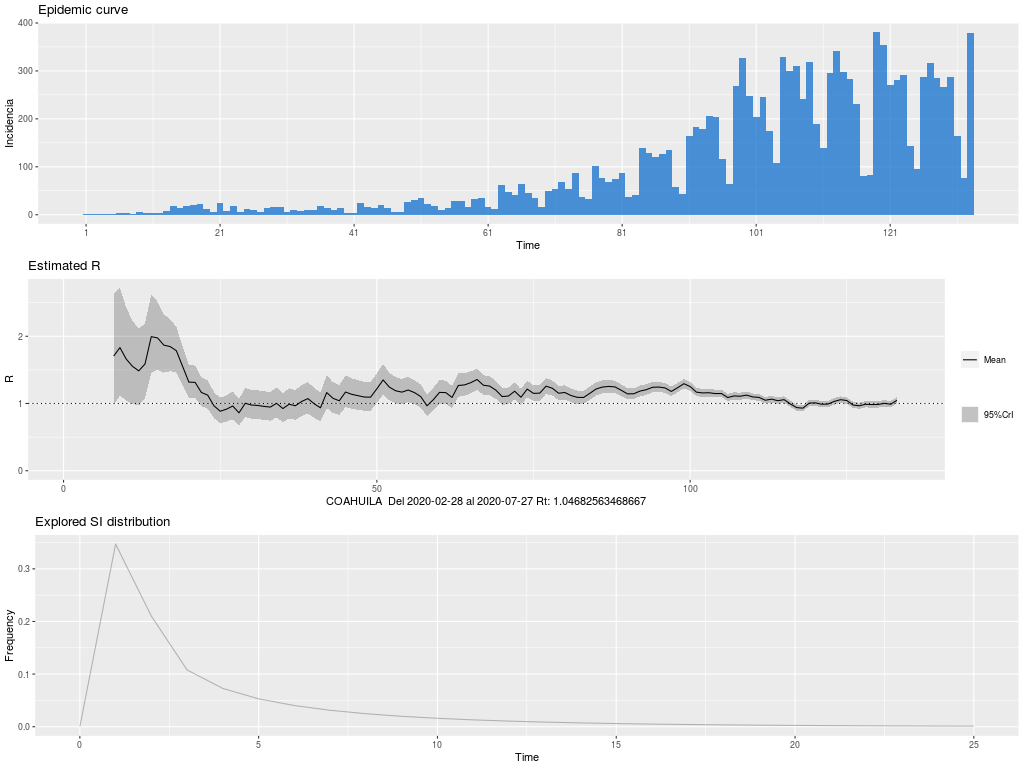 Epidemic curve
400
300
200
100
0
Incidencia
1 21 41 61 81 101 121
Time
Estimated R
2
1
0
R
Mean
95%CrI
0 50 100
COAHUILA Del 2020-02-28 al 2020-07-27 Rt: 1.04682563468667
Explored SI distribution
0.3
0.2
0.1
0.0
Frequency
0 5 10 15 20 25
Time